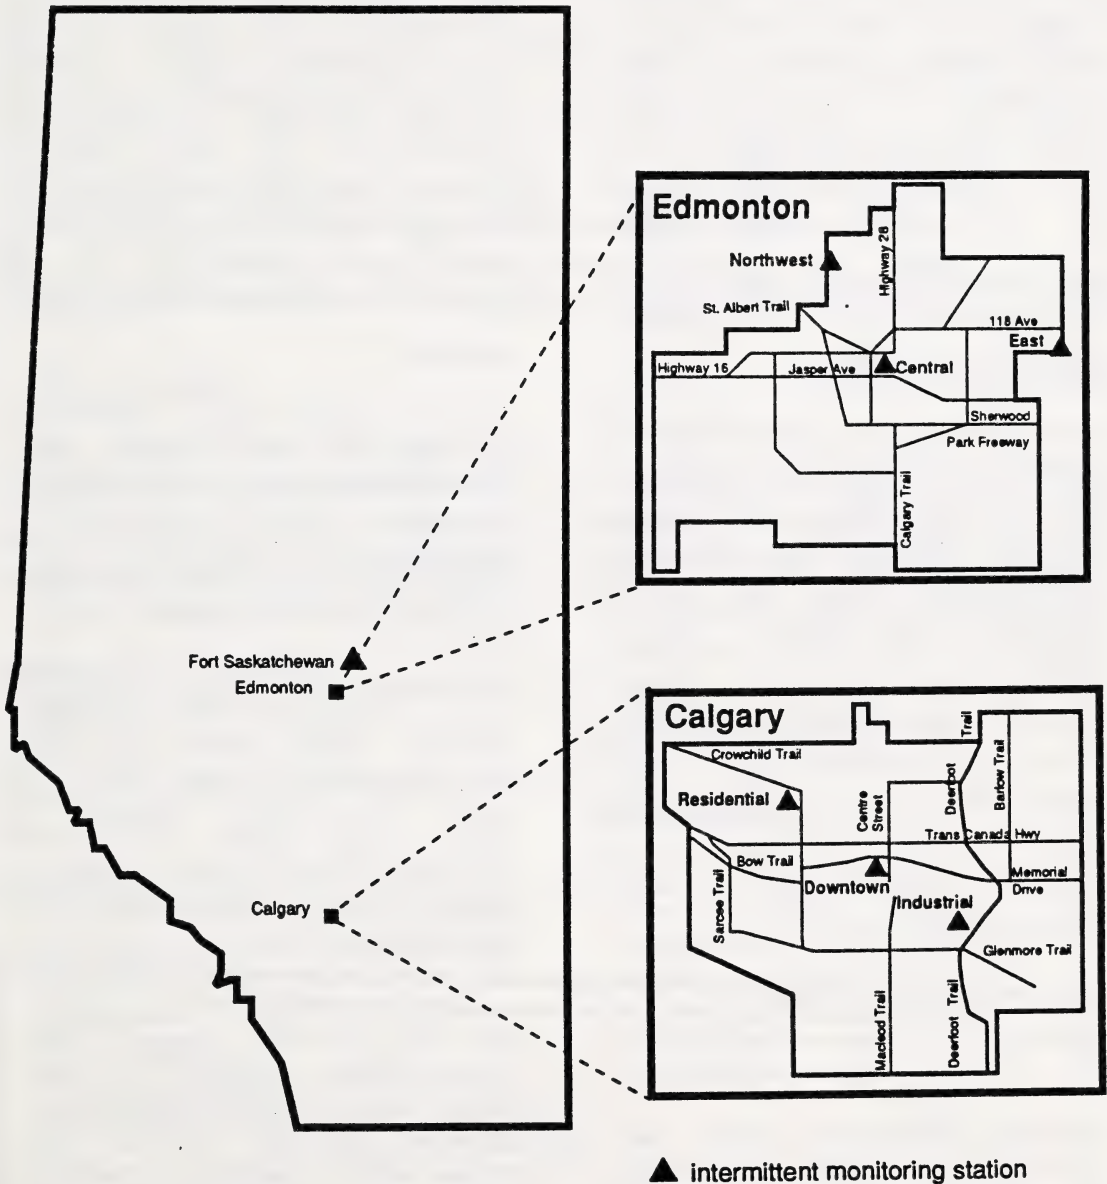 Edmonton
Northwest
Highway 28
St. Albert Trail
118 Ave
East
Highway 16
Jasper Ave
Central
Sherwood
Park Freeway
Calgary Trail
Fort Saskatchewan
Edmonton
Calgary
Calgary
Crowchild Trail
Trail
Deerfoot
Barlow Trail
Residential
Centre
Street
Trans Canada Hwy
Bow Trail
Memorial
Drive
Downtown
Industrial
Sarcee Trail
Glenmore Trail
Macleod Trail
Deerfoot Trail
▲ intermittent monitoring station